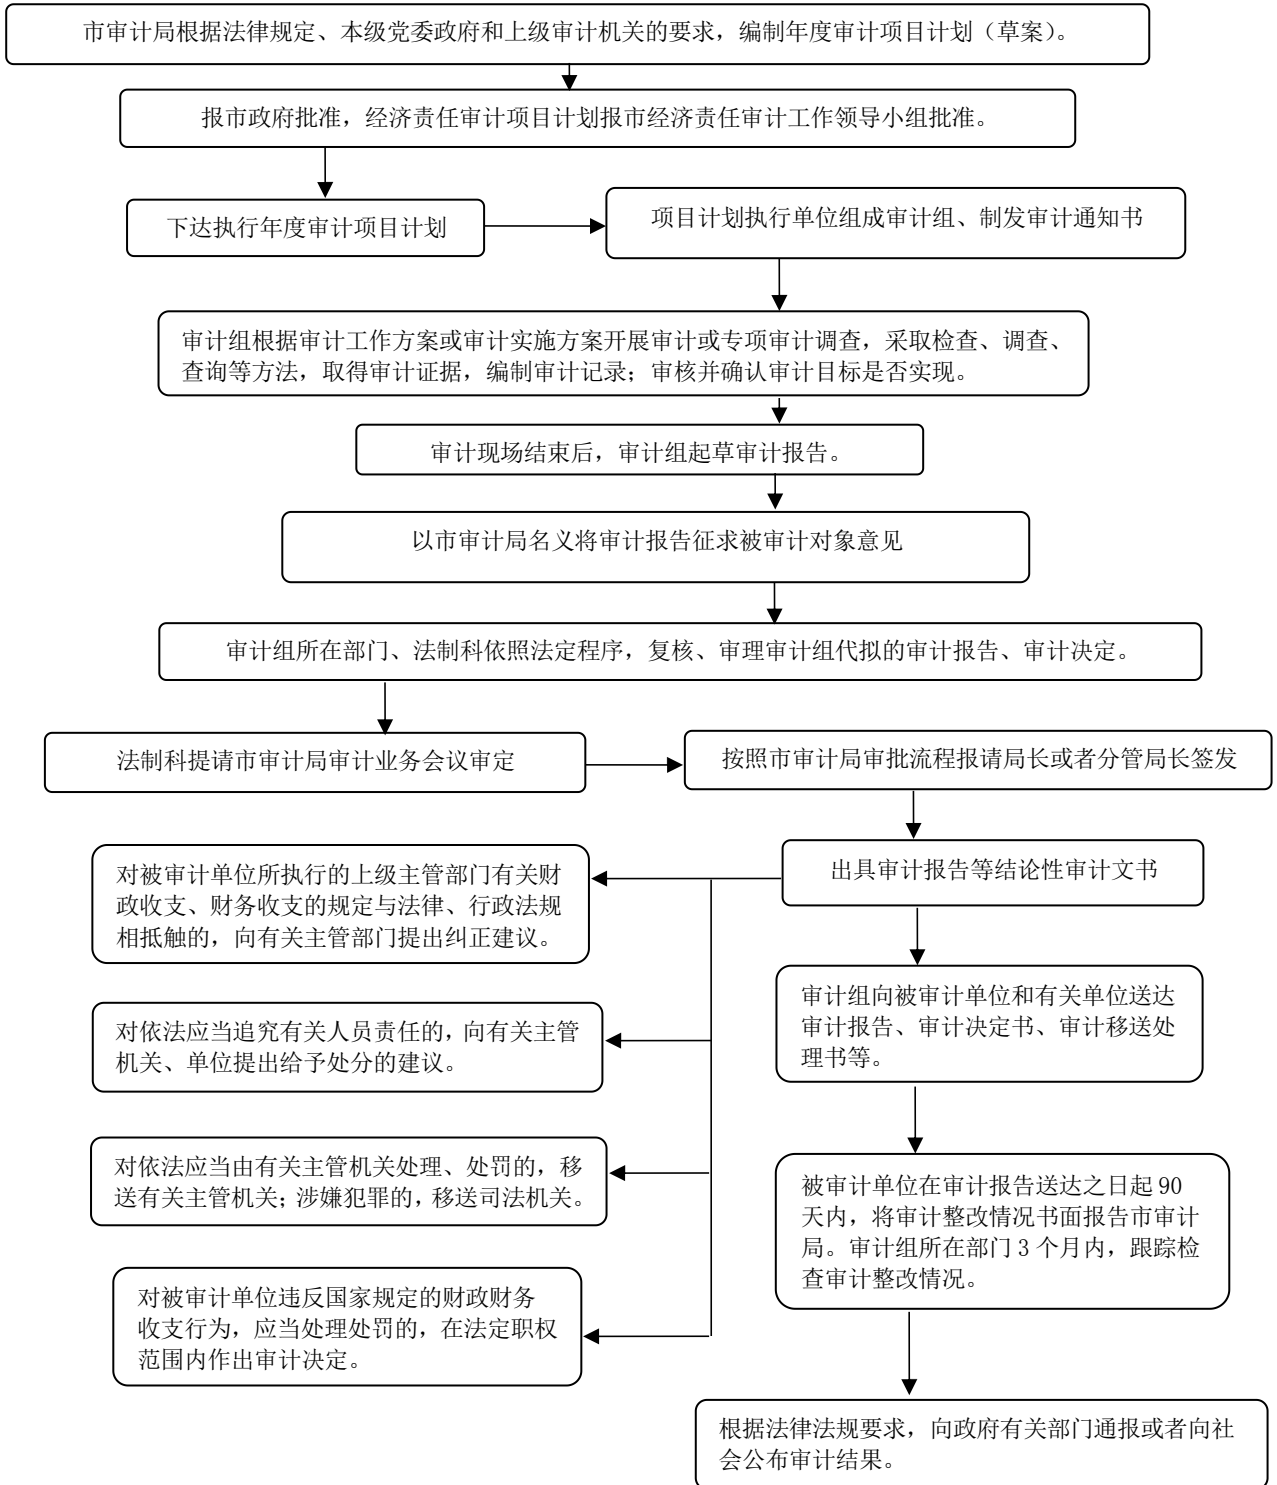 市审计局根据法律规定、本级党委政府和上级审计机关的要求，编制年度审计项目计划（草案）。
报市政府批准，经济责任审计项目计划报市经济责任审计工作领导小组批准。
下达执行年度审计项目计划
项目计划执行单位组成审计组、制发审计通知书
审计组根据审计工作方案或审计实施方案开展审计或专项审计调查，采取检查、调查、
查询等方法，取得审计证据，编制审计记录；审核并确认审计目标是否实现。
审计现场结束后，审计组起草审计报告。
以市审计局名义将审计报告征求被审计对象意见
审计组所在部门、法制科依照法定程序，复核、审理审计组代拟的审计报告、审计决定。
法制科提请市审计局审计业务会议审定
按照市审计局审批流程报请局长或者分管局长签发
出具审计报告等结论性审计文书
对被审计单位所执行的上级主管部门有关财
政收支、财务收支的规定与法律、行政法规
相抵触的，向有关主管部门提出纠正建议。
对依法应当追究有关人员责任的，向有关主管
机关、单位提出给予处分的建议。
对依法应当由有关主管机关处理、处罚的，移
送有关主管机关；涉嫌犯罪的，移送司法机关。
对被审计单位违反国家规定的财政财务
收支行为，应当处理处罚的，在法定职权
范围内作出审计决定。
审计组向被审计单位和有关单位送达
审计报告、审计决定书、审计移送处
理书等。
被审计单位在审计报告送达之日起 90
天内，将审计整改情况书面报告市审计
局。审计组所在部门 3 个月内，跟踪检
查审计整改情况。
根据法律法规要求，向政府有关部门通报或者向社
会公布审计结果。